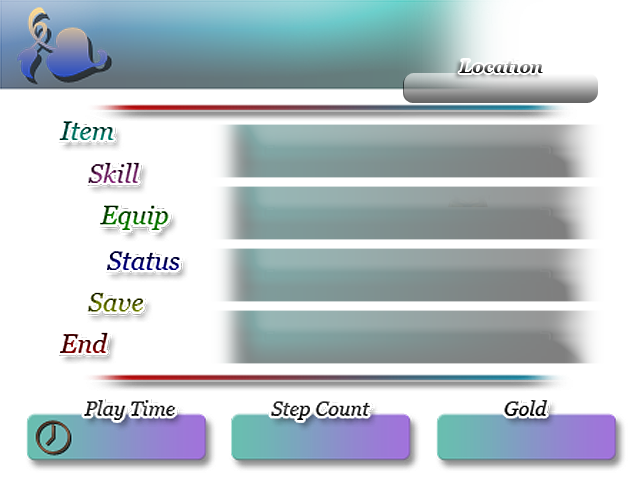 Location
Item
Skill
Equip
Status
Save
End
Play Time
Step Count
Gold